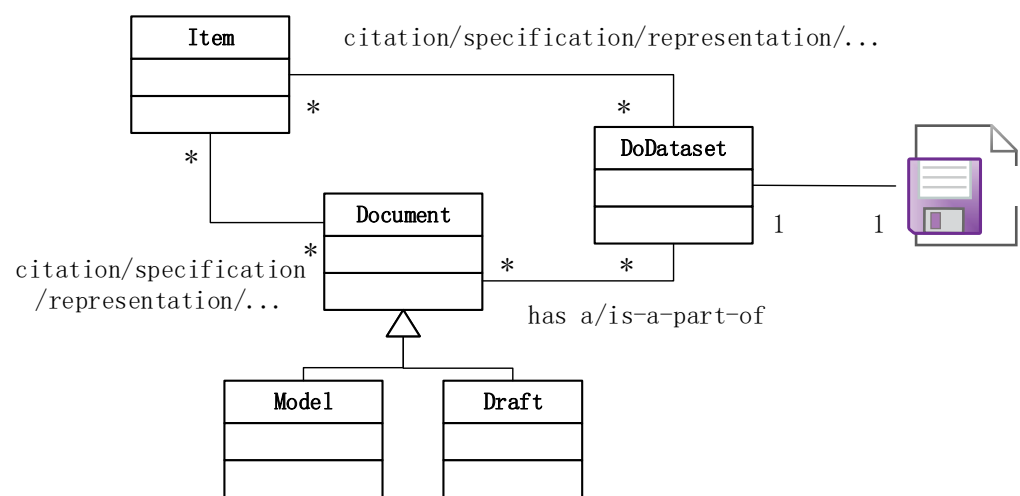 Item
citation/specification/representation/...
*
*
DoDataset
*
Document
1
1
*
*
*
citation/specification
/representation/...
has a/is-a-part-of
Model
Draft